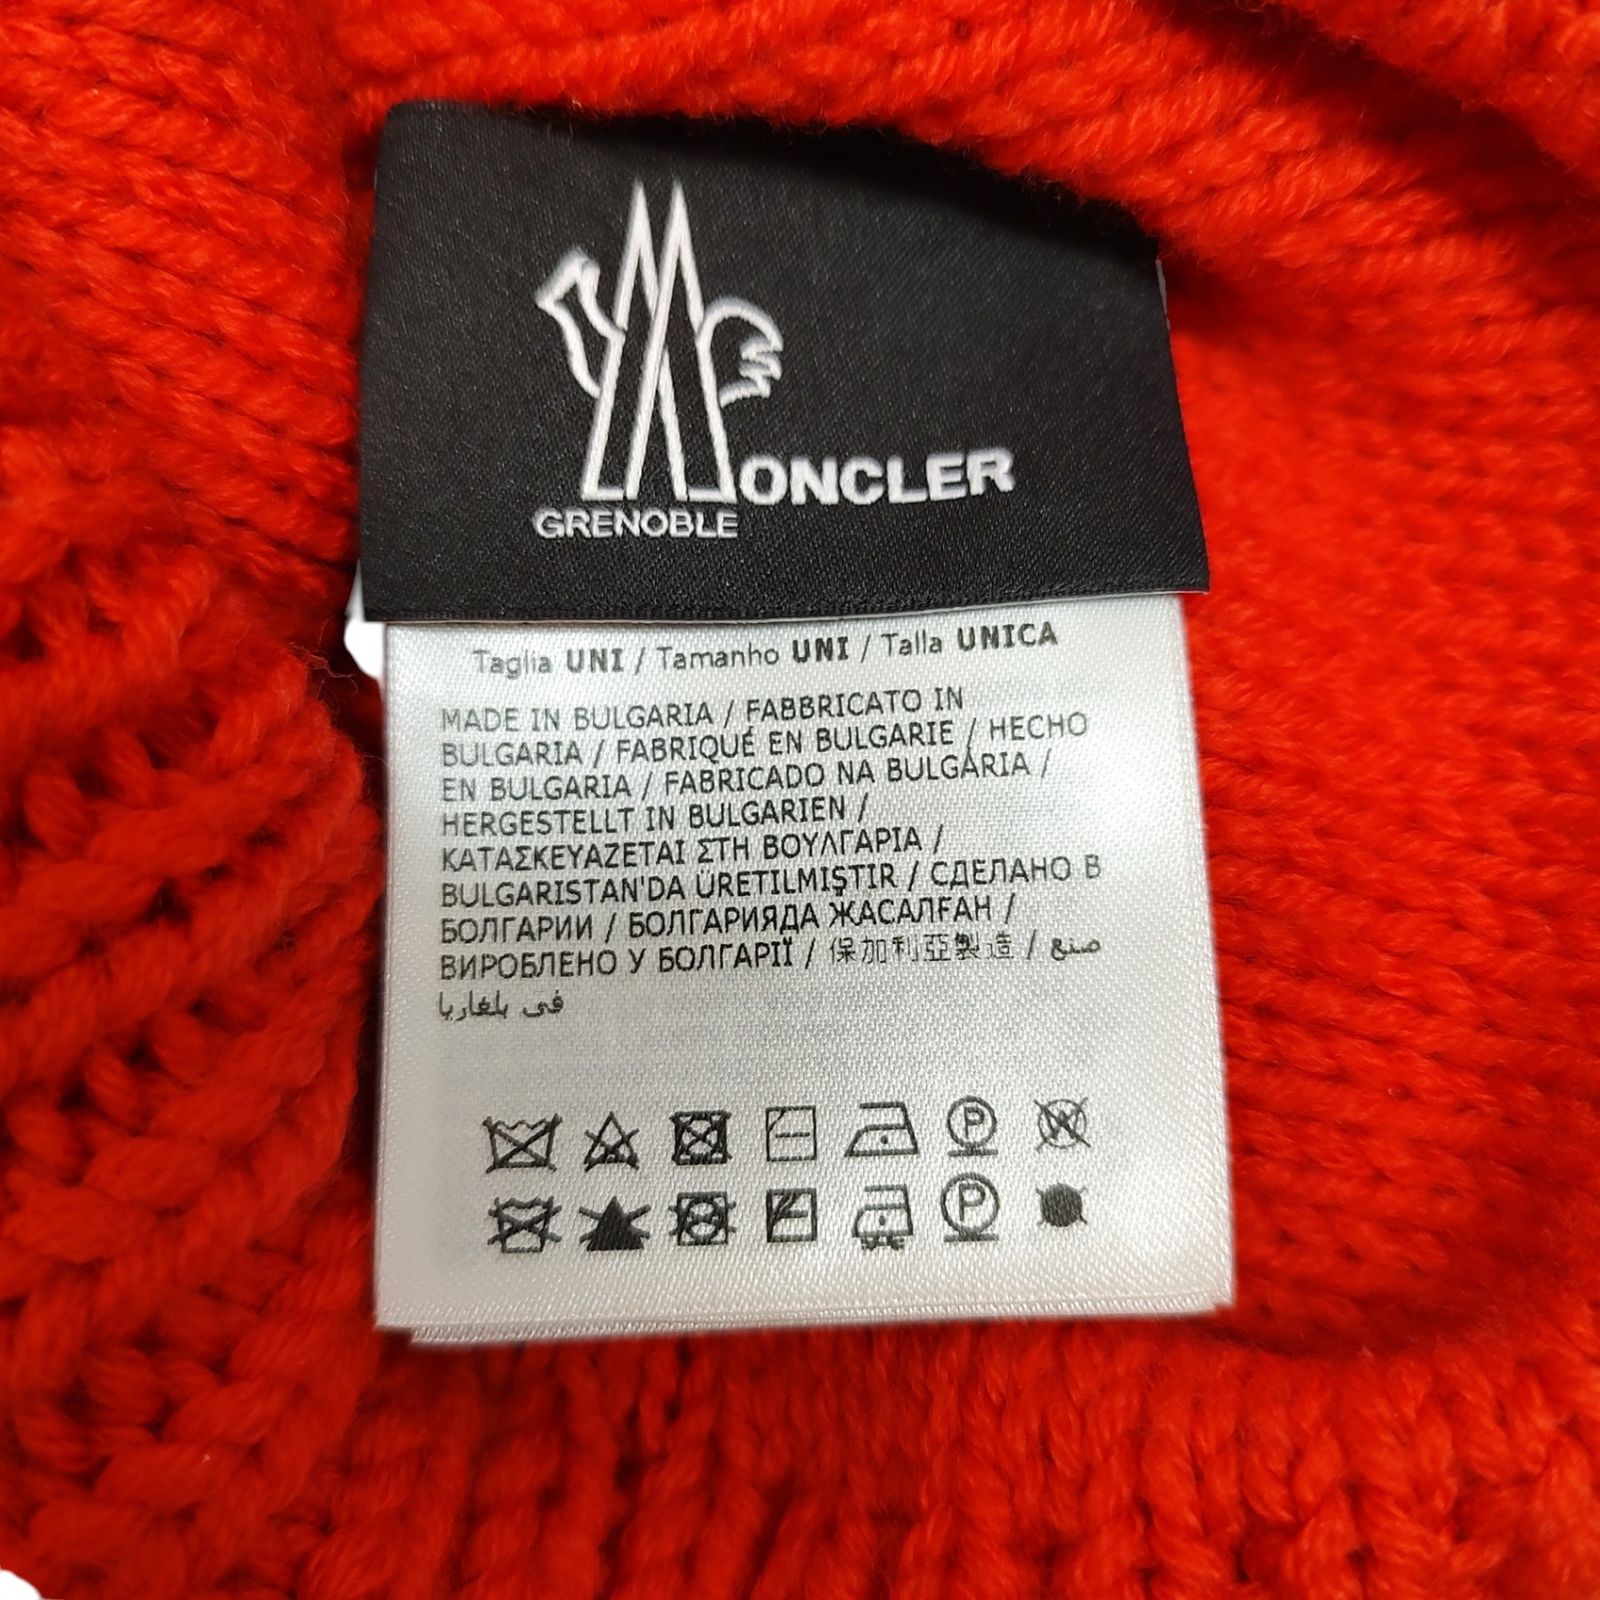 MONCLER
GRENOBLE
Taglia UNI / Tamanho UNI / Talla UNICA
MADE IN BULGARIA / FABBRICATO IN
BULGARIA / FABRIQUÉ EN BULGARIE / HECHO
EN BULGARIA / FABRICADO NA BULGÁRIA /
HERGESTELLT IN BULGARIEN /
ΚΑΤΑΣΚΕΥΑΖΕΤΑΙ ΣΤΗ ΒΟΥΛΓΑΡΙΑ /
BULGARISTAN'DA ÜRETILMIŞTIR / СДЕЛАНО В
БОЛГАРИИ / БОЛГАРИЯДА ЖАСАЛҒАН /
ВИРОБЛЕНО У БОЛГАРІЇ / 保加利亞製造 / صنع
في بلغاريا
P W
P